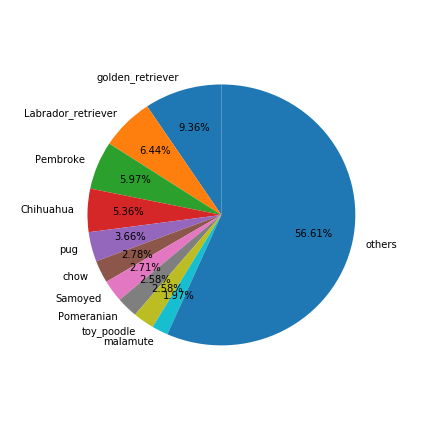 golden_retriever
9.36%
Labrador_retriever
6.44%
Pembroke
5.97%
Chihuahua
5.36%
pug
3.66%
chow
2.78%
Samoyed
2.71%
Pomeranian
2.58%
toy_poodle
2.58%
malamute
1.97%
others
56.61%